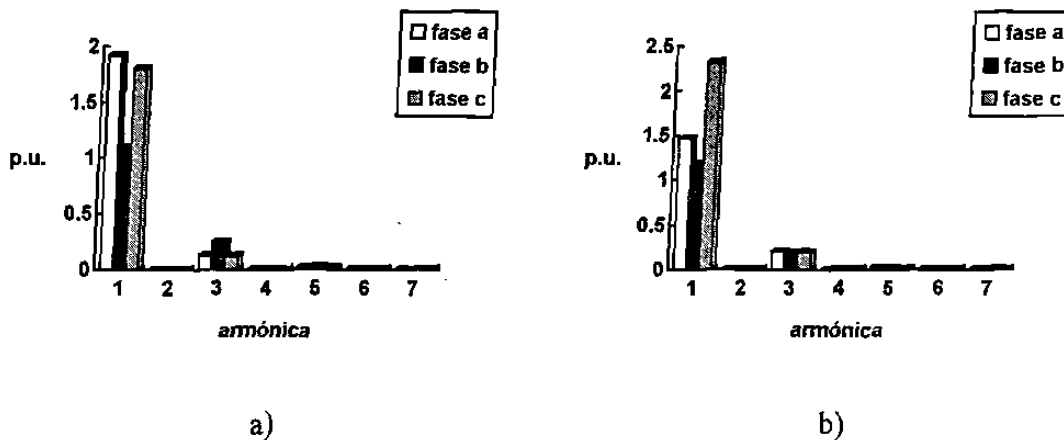 fase a
fase b
fase c
2
1.5
p.u.
1
0.5
0
1 2 3 4 5 6 7
armónica
a)
fase a
fase b
fase c
2.5
2
1.5
p.u.
1
0.5
0
1 2 3 4 5 6 7
armónica
b)